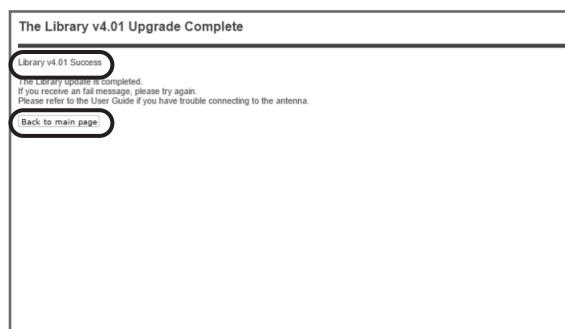 The Library v4.01 Upgrade Complete
Library v4.01 Success
The Library update is completed.
If you receive an fail message, please try again.
Please refer to the User Guide if you have trouble connecting to the antenna.
Back to main page